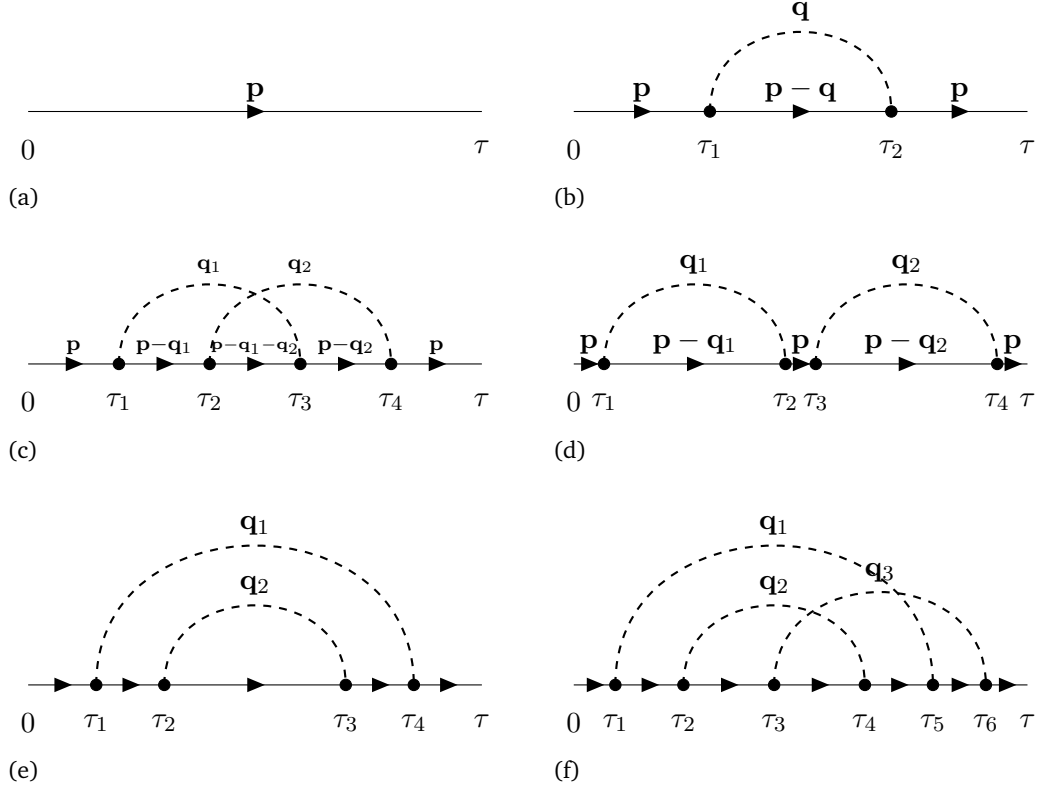 p
0 τ
(a)
q
p p − q p
0 τ₁ τ₂ τ
(b)
q₁ q₂
p p−q₁ p−q₁−q₂ p−q₂ p
0 τ₁ τ₂ τ₃ τ₄ τ
(c)
q₁ q₂
p p − q₁ p p − q₂ p
0 τ₁ τ₂ τ₃ τ₄ τ
(d)
q₁
q₂
0 τ₁ τ₂ τ₃ τ₄ τ
(e)
q₁
q₃
q₂
0 τ₁ τ₂ τ₃ τ₄ τ₅ τ₆ τ
(f)